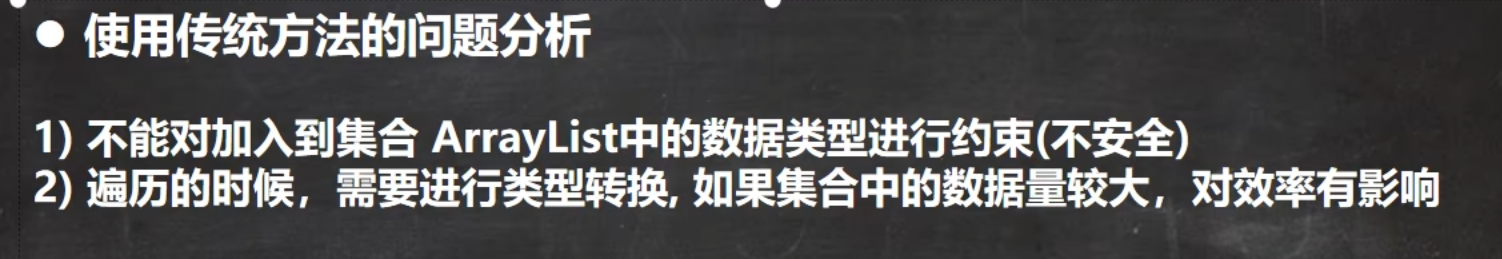 ● 使用传统方法的问题分析
1) 不能对加入到集合 ArrayList中的数据类型进行约束(不安全)
2) 遍历的时候，需要进行类型转换, 如果集合中的数据量较大，对效率有影响